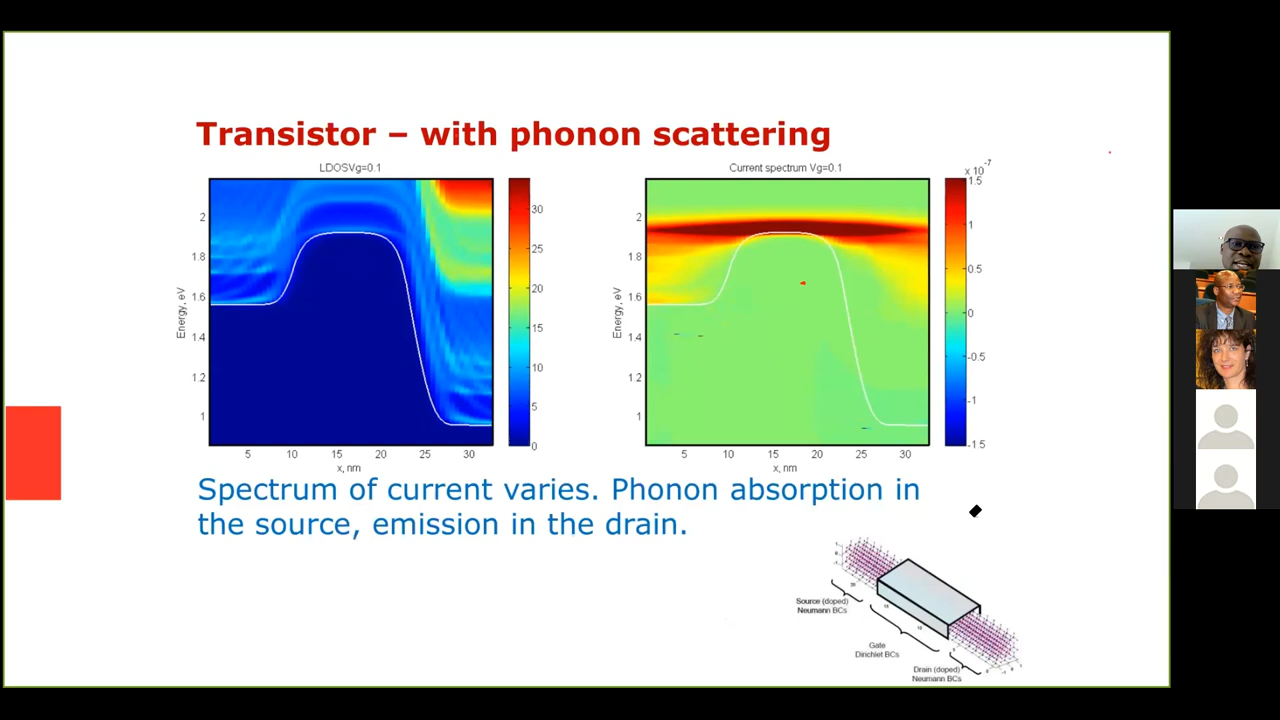 Transistor – with phonon scattering
LDOSVg=0.1
Energy, eV
2
1.8
1.6
1.4
1.2
1
5 10 15 20 25 30
x, nm
30
25
20
15
10
5
0
Current spectrum Vg=0.1
Energy, eV
2
1.8
1.6
1.4
1.2
1
5 10 15 20 25 30
x, nm
x 10-7
1.5
1
0.5
0
-0.5
-1
-1.5
Spectrum of current varies. Phonon absorption in
the source, emission in the drain.
Source (doped)
Neumann BCs
Gate
Dirichlet BCs
Drain (doped)
Neumann BCs